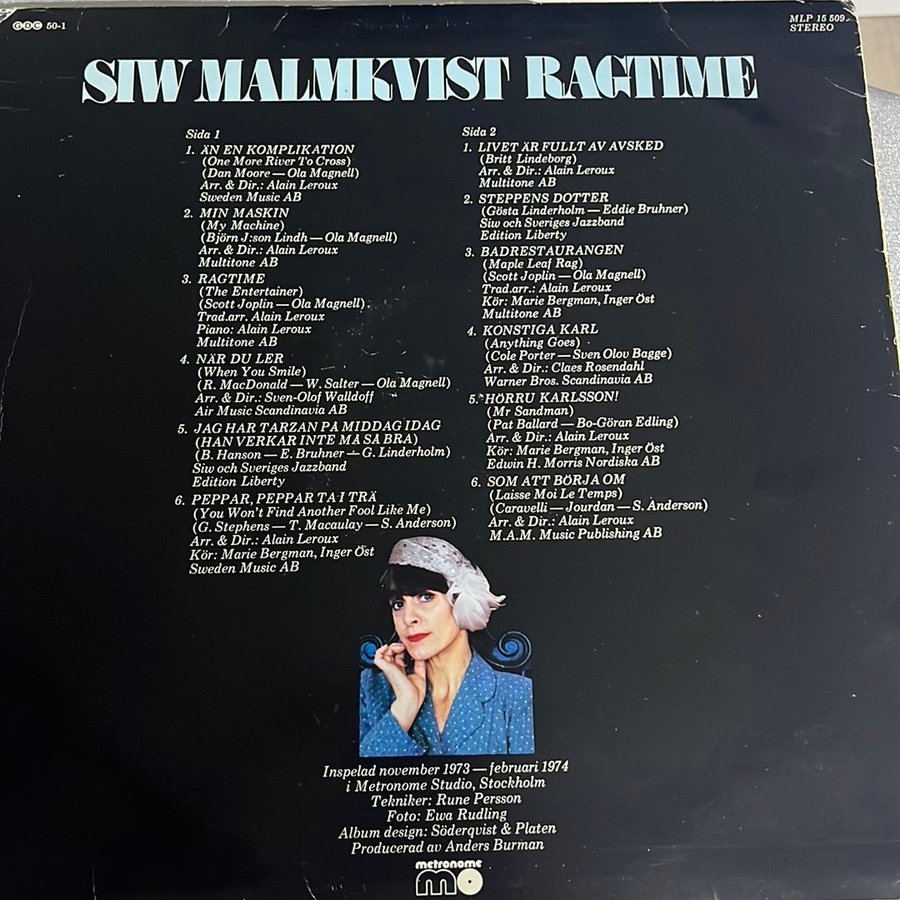 GDC 50-1
MLP 15 509
STEREO
SIW MALMKVIST RAGTIME
Sida 1
1. ÄN EN KOMPLIKATION
(One More River To Cross)
(Dan Moore — Ola Magnell)
Arr. & Dir.: Alain Leroux
Sweden Music AB
2. MIN MASKIN
(My Machine)
(Björn J:son Lindh — Ola Magnell)
Arr. & Dir.: Alain Leroux
Multitone AB
3. RAGTIME
(The Entertainer)
(Scott Joplin — Ola Magnell).
Trad.arr. Alain Leroux
Piano: Alain Leroux
Multitone AB
4. NÄR DU LER
(When You Smile)
(R. MacDonald — W. Salter — Ola Magnell)
Arr. & Dir.: Sven-Olof Walldoff
Air Music Scandinavia AB
5. JAG HAR TARZAN PÅ MIDDAG IDAG
(HAN VERKAR INTE MÅ SÅ BRA)
(B. Hanson — E. Bruhner — G. Linderholm)
Siw och Sveriges Jazzband
Edition Liberty
6. PEPPAR, PEPPAR TA I TRÄ
(You Won't Find Another Fool Like Me)
(G. Stephens — T. Macaulay — S. Anderson)
Arr. & Dir.: Alain Leroux
Kör: Marie Bergman, Inger Öst
Sweden Music AB
Sida 2
1. LIVET ÄR FULLT AV AVSKED
(Britt Lindeborg)
Arr. & Dir.: Alain Leroux
Multitone AB
2. STEPPENS DOTTER
(Gösta Linderholm — Eddie Bruhner)
Siw och Sveriges Jazzband
Edition Liberty
3. BADRESTAURANGEN
(Maple Leaf Rag)
(Scott Joplin — Ola Magnell)
Trad.arr.: Alain Leroux
Kör: Marie Bergman, Inger Öst
Multitone AB
4. KONSTIGA KARL
(Anything Goes)
(Cole Porter — Sven Olov Bagge)
Arr. & Dir.: Claes Rosendahl
Warner Bros. Scandinavia AB
5. HÖRRU KARLSSON!
(Mr Sandman)
(Pat Ballard — Bo-Göran Edling)
Arr. & Dir.: Alain Leroux
Kör: Marie Bergman, Inger Öst
Edwin H. Morris Nordiska AB
6. SOM ATT BÖRJA OM
(Laisse Moi Le Temps)
(Caravelli — Jourdan — S. Anderson)
Arr. & Dir.: Alain Leroux
M.A.M. Music Publishing AB
Inspelad november 1973 — februari 1974
i Metronome Studio, Stockholm
Tekniker: Rune Persson
Foto: Ewa Rudling
Album design: Söderqvist & Platen
Producerad av Anders Burman
metronome
mo